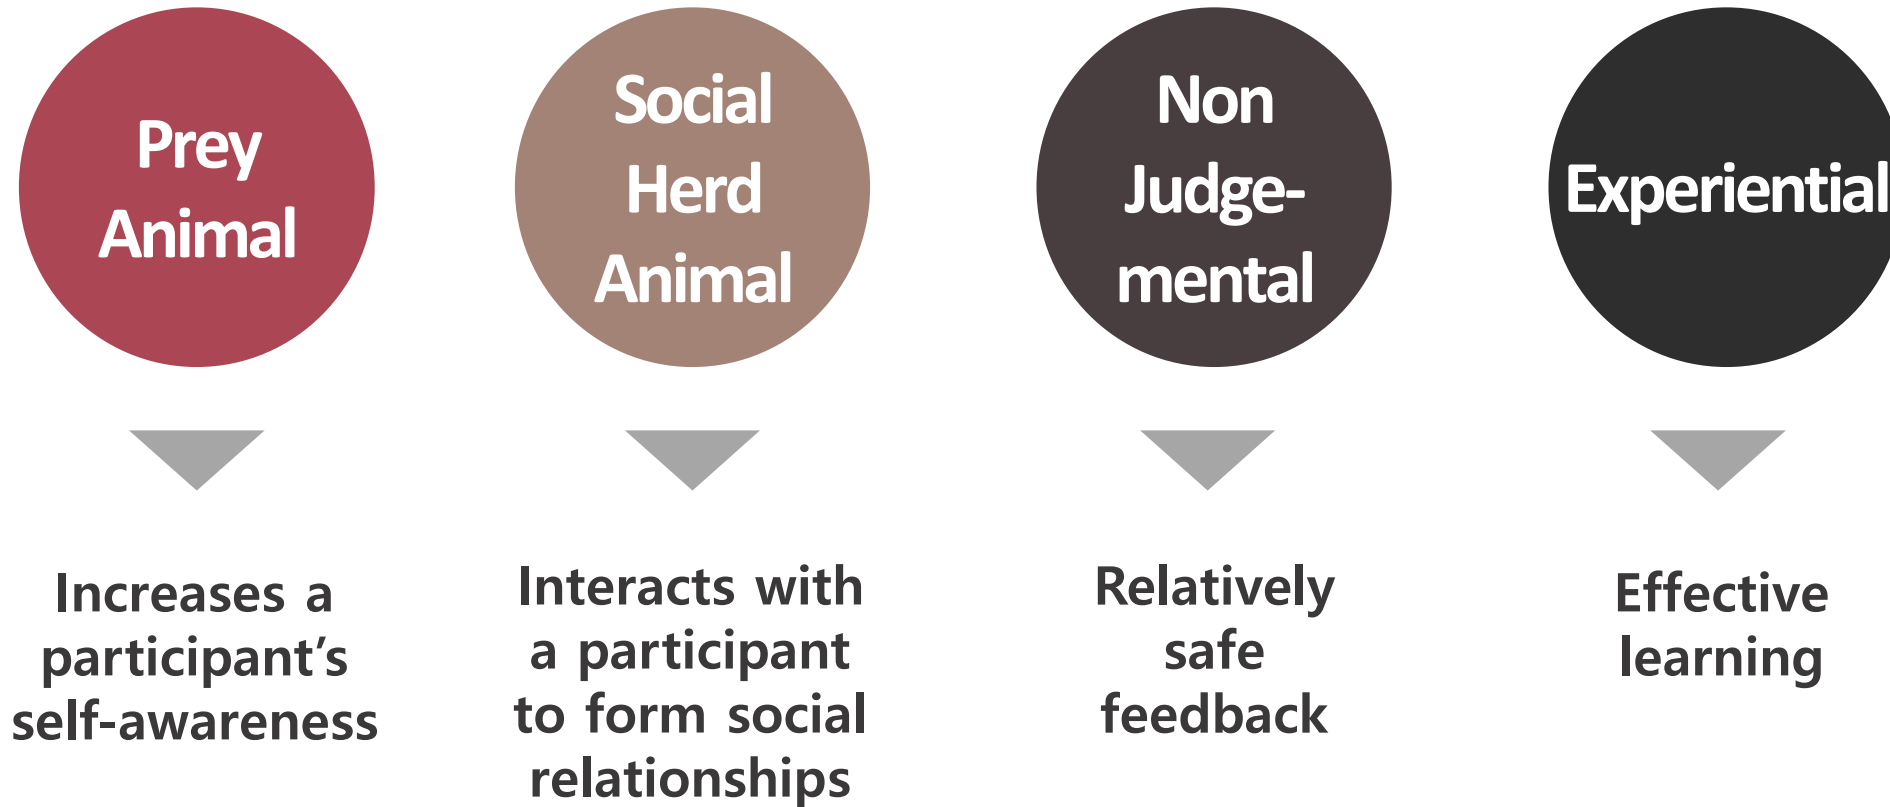 Prey
Animal
Social
Herd
Animal
Non
Judge-
mental
Experiential
Increases a
participant’s
self-awareness
Interacts with
a participant
to form social
relationships
Relatively
safe
feedback
Effective
learning